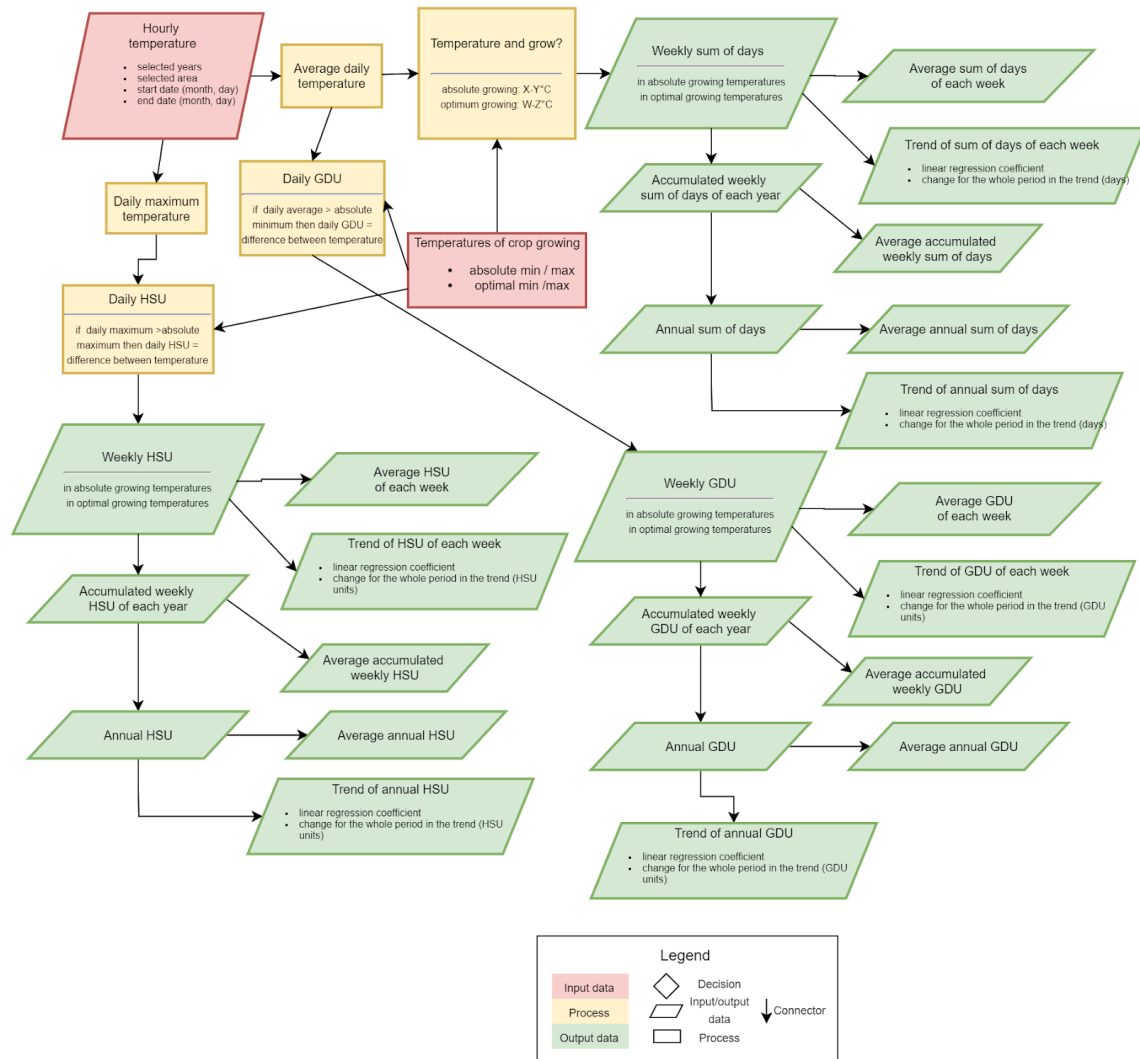 Hourly
temperature
selected years
selected area
start date (month, day)
end date (month, day)
Average daily
temperature
Temperature and grow?
absolute growing: X-Y°C
optimum growing: W-Z°C
Weekly sum of days
in absolute growing temperatures
in optimal growing temperatures
Average sum of days
of each week
Trend of sum of days of each week
linear regression coefficient
change for the whole period in the trend (days)
Daily maximum
temperature
Daily GDU
if daily average > absolute
minimum then daily GDU =
difference between temperature
Accumulated weekly
sum of days of each year
Temperatures of crop growing
absolute min / max
optimal min /max
Average accumulated
weekly sum of days
Daily HSU
if daily maximum >absolute
maximum then daily HSU =
difference between temperature
Annual sum of days
Average annual sum of days
Trend of annual sum of days
linear regression coefficient
change for the whole period in the trend (days)
Weekly HSU
in absolute growing temperatures
in optimal growing temperatures
Average HSU
of each week
Trend of HSU of each week
linear regression coefficient
change for the whole period in the trend (HSU
units)
Weekly GDU
in absolute growing temperatures
in optimal growing temperatures
Average GDU
of each week
Trend of GDU of each week
linear regression coefficient
change for the whole period in the trend (GDU
units)
Accumulated weekly
HSU of each year
Average accumulated
weekly HSU
Accumulated weekly
GDU of each year
Average accumulated
weekly GDU
Annual HSU
Average annual HSU
Trend of annual HSU
linear regression coefficient
change for the whole period in the trend (HSU
units)
Annual GDU
Average annual GDU
Trend of annual GDU
linear regression coefficient
change for the whole period in the trend (GDU
units)
Legend
Input data
Process
Output data
Decision
Input/output
data
Process
Connector